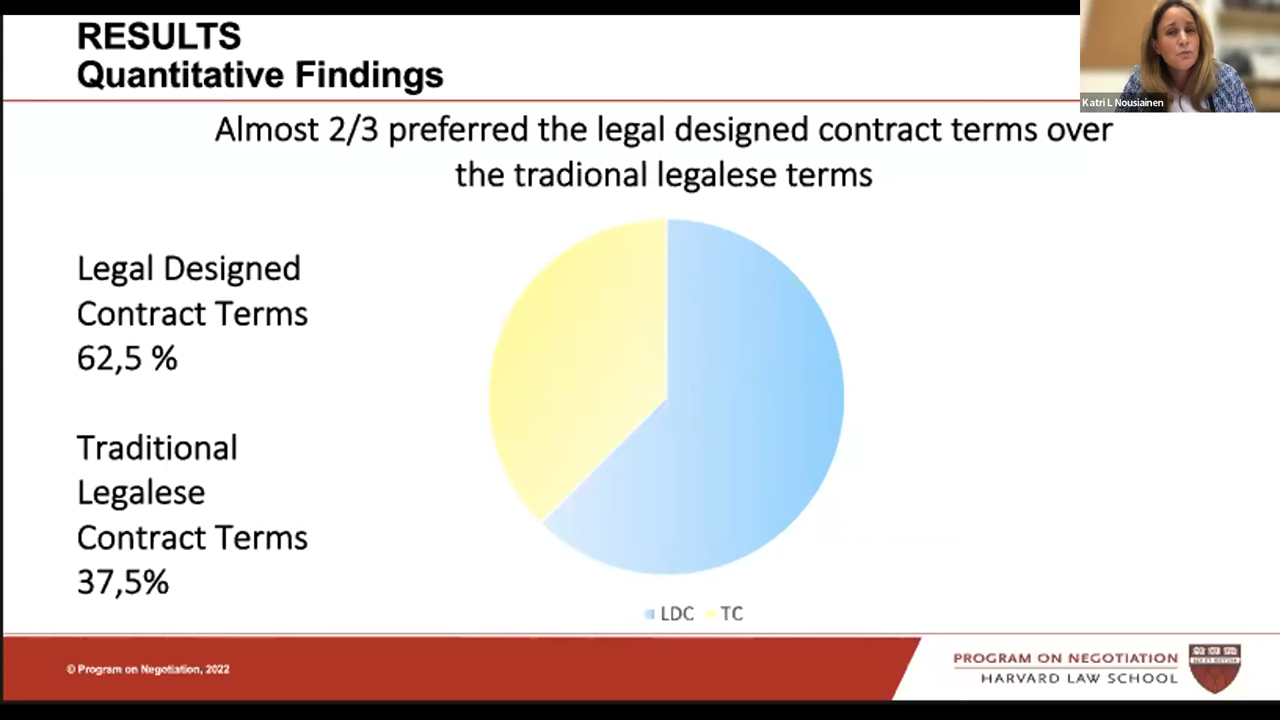 RESULTS
Quantitative Findings
Katri L Nousiainen
Almost 2/3 preferred the legal designed contract terms over
the tradional legalese terms
Legal Designed
Contract Terms
62,5 %
Traditional
Legalese
Contract Terms
37,5%
LDC TC
© Program on Negotiation, 2022
PROGRAM ON NEGOTIATION
HARVARD LAW SCHOOL